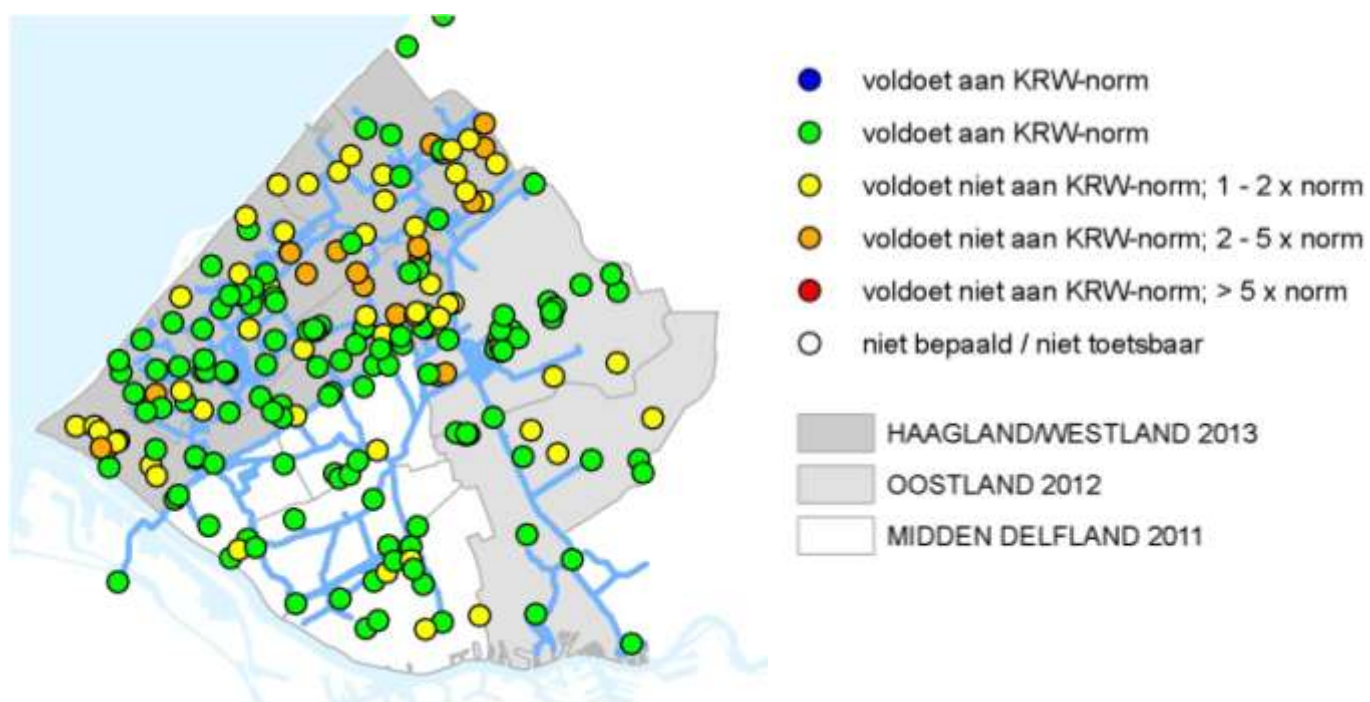 voldoet aan KRW-norm
voldoet aan KRW-norm
voldoet niet aan KRW-norm; 1 - 2 x norm
voldoet niet aan KRW-norm; 2 - 5 x norm
voldoet niet aan KRW-norm; > 5 x norm
niet bepaald / niet toetsbaar
HAAGLAND/WESTLAND 2013
OOSTLAND 2012
MIDDEN DELFLAND 2011